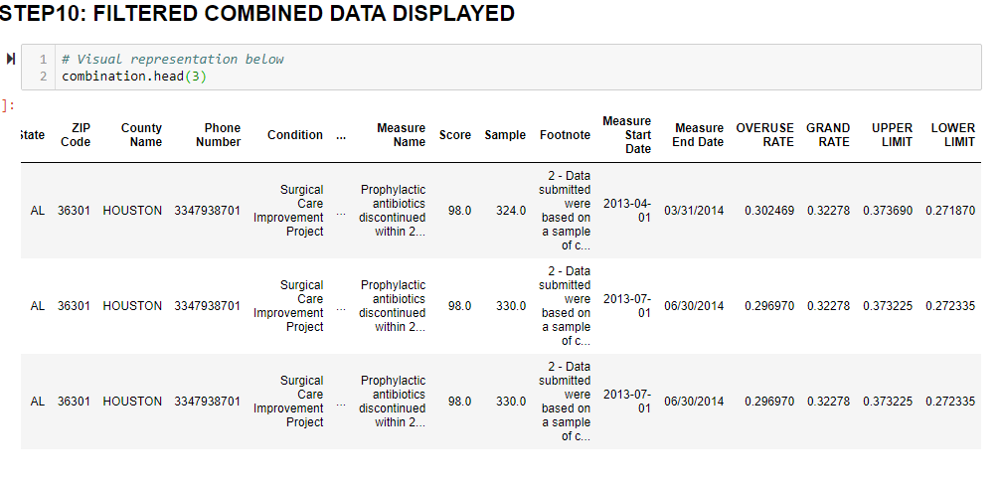 STEP10: FILTERED COMBINED DATA DISPLAYED
1 # Visual representation below
2 combination.head(3)
]:
State ZIP Code County Name Phone Number Condition ... Measure Name Score Sample Footnote Measure Start Date Measure End Date OVERUSE RATE GRAND RATE UPPER LIMIT LOWER LIMIT
AL 36301 HOUSTON 3347938701 Surgical Care Improvement Project ... Prophylactic antibiotics discontinued within 2... 98.0 324.0 2 - Data submitted were based on a sample of c... 2013-04-01 03/31/2014 0.302469 0.32278 0.373690 0.271870
AL 36301 HOUSTON 3347938701 Surgical Care Improvement Project ... Prophylactic antibiotics discontinued within 2... 98.0 330.0 2 - Data submitted were based on a sample of c... 2013-07-01 06/30/2014 0.296970 0.32278 0.373225 0.272335
AL 36301 HOUSTON 3347938701 Surgical Care Improvement Project ... Prophylactic antibiotics discontinued within 2... 98.0 330.0 2 - Data submitted were based on a sample of c... 2013-07-01 06/30/2014 0.296970 0.32278 0.373225 0.272335